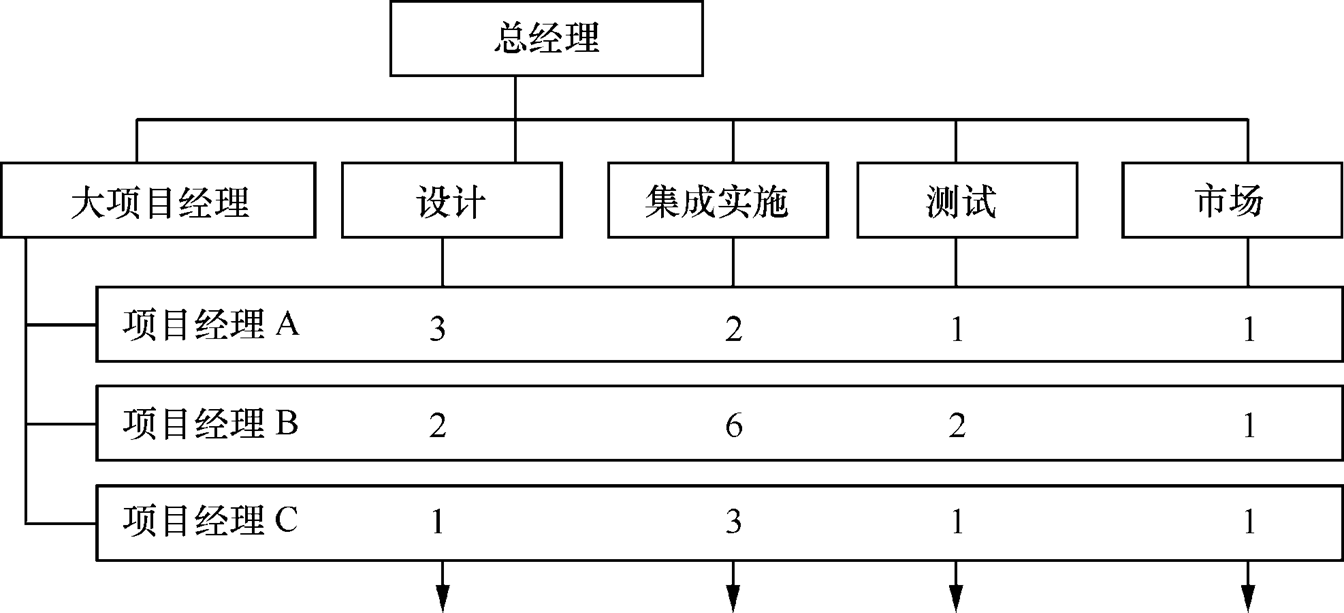 总经理
大项目经理 设计 集成实施 测试 市场
项目经理 A 3 2 1 1
项目经理 B 2 6 2 1
项目经理 C 1 3 1 1